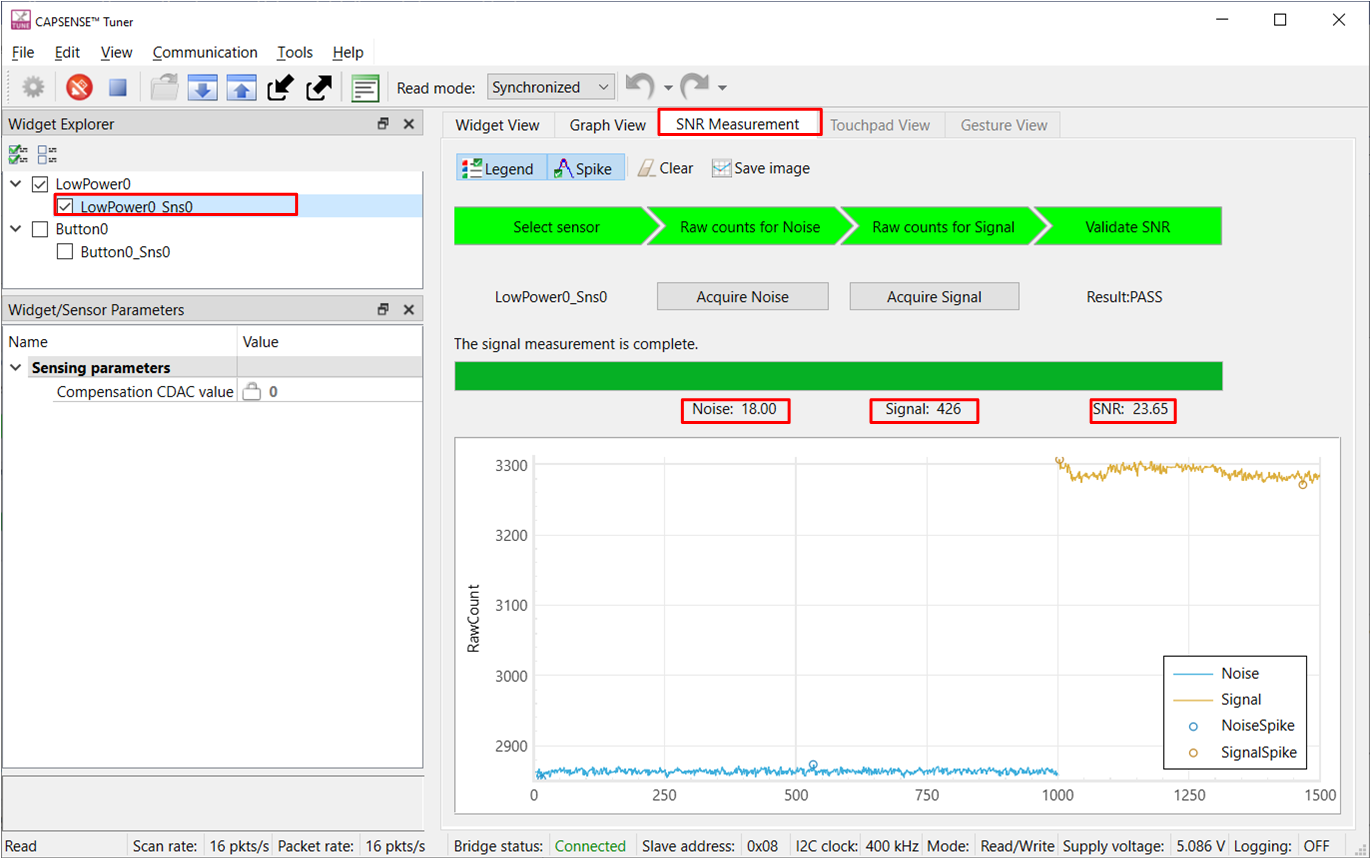 TUNE
CAPSENSE™ Tuner
File Edit View Communication Tools Help
Read mode: Synchronized
Widget Explorer
LowPower0
LowPower0_Sns0
Button0
Button0_Sns0
Widget/Sensor Parameters
Name Value
Sensing parameters
Compensation CDAC value 0
Widget View Graph View SNR Measurement Touchpad View Gesture View
Legend Spike Clear Save image
Select sensor Raw counts for Noise Raw counts for Signal Validate SNR
LowPower0_Sns0 Acquire Noise Acquire Signal Result:PASS
The signal measurement is complete.
Noise: 18.00 Signal: 426 SNR: 23.65
3300
3200
3100
3000
2900
RawCount
Noise
Signal
NoiseSpike
SignalSpike
0 250 500 750 1000 1250 1500
Read Scan rate: 16 pkts/s Packet rate: 16 pkts/s Bridge status: Connected Slave address: 0x08 I2C clock: 400 kHz Mode: Read/Write Supply voltage: 5.086 V Logging: OFF